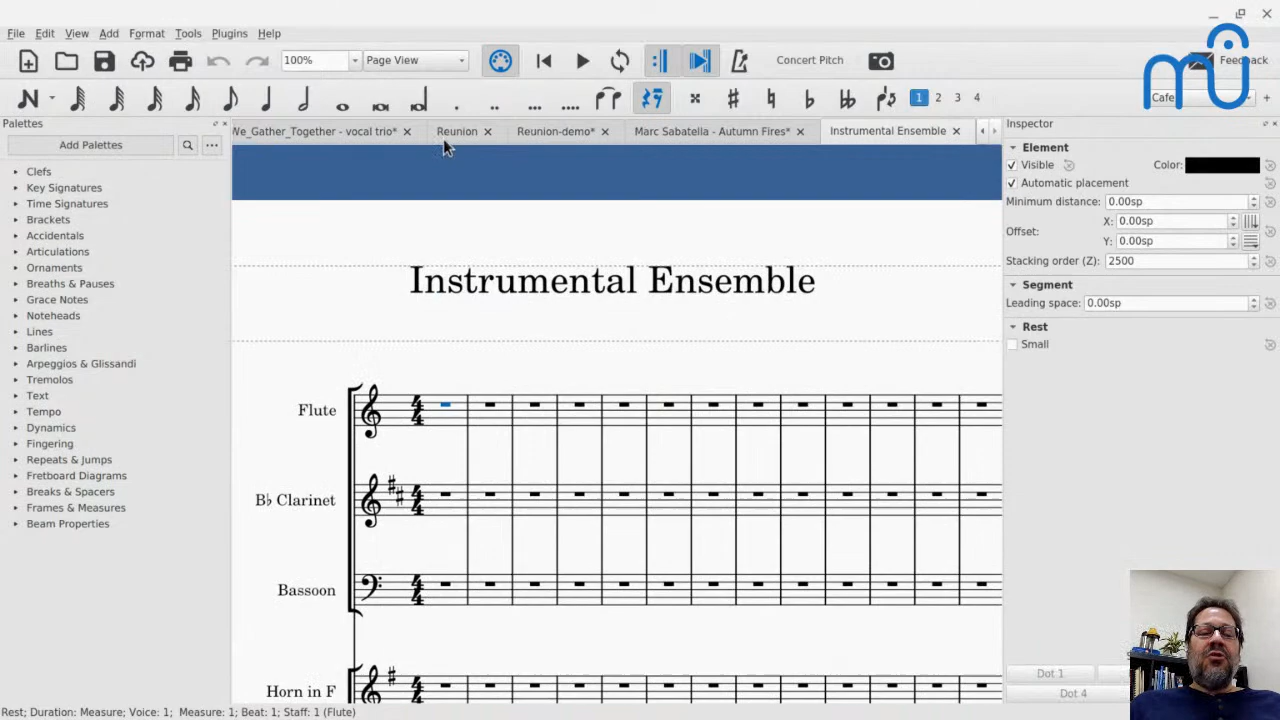 File Edit View Add Format Tools Plugins Help
100% Page View Concert Pitch Feedback
1 2 3 4 Cafe +
Palettes
Add Palettes
Clefs
Key Signatures
Time Signatures
Brackets
Accidentals
Articulations
Ornaments
Breaths & Pauses
Grace Notes
Noteheads
Lines
Barlines
Arpeggios & Glissandi
Tremolos
Text
Tempo
Dynamics
Fingering
Repeats & Jumps
Fretboard Diagrams
Breaks & Spacers
Frames & Measures
Beam Properties
We_Gather_Together - vocal trio* Reunion Reunion-demo* Marc Sabatella - Autumn Fires* Instrumental Ensemble
Instrumental Ensemble
Flute
B♭ Clarinet
Bassoon
Horn in F
Inspector
Element
Visible Color:
Automatic placement
Minimum distance: 0.00sp
Offset: X: 0.00sp
Y: 0.00sp
Stacking order (Z): 2500
Segment
Leading space: 0.00sp
Rest
Small
Dot 1
Dot 4
Rest; Duration: Measure; Voice: 1; Measure: 1; Beat: 1; Staff: 1 (Flute)